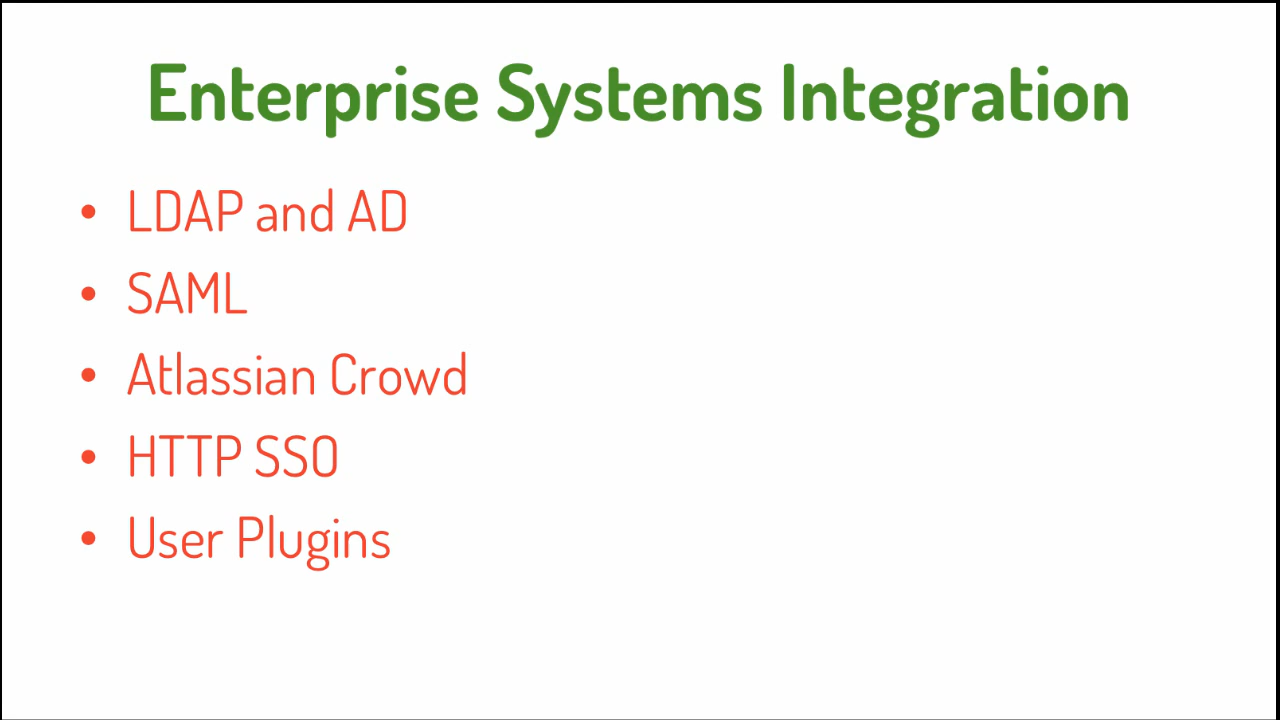 Enterprise Systems Integration
• LDAP and AD
• SAML
• Atlassian Crowd
• HTTP SSO
• User Plugins